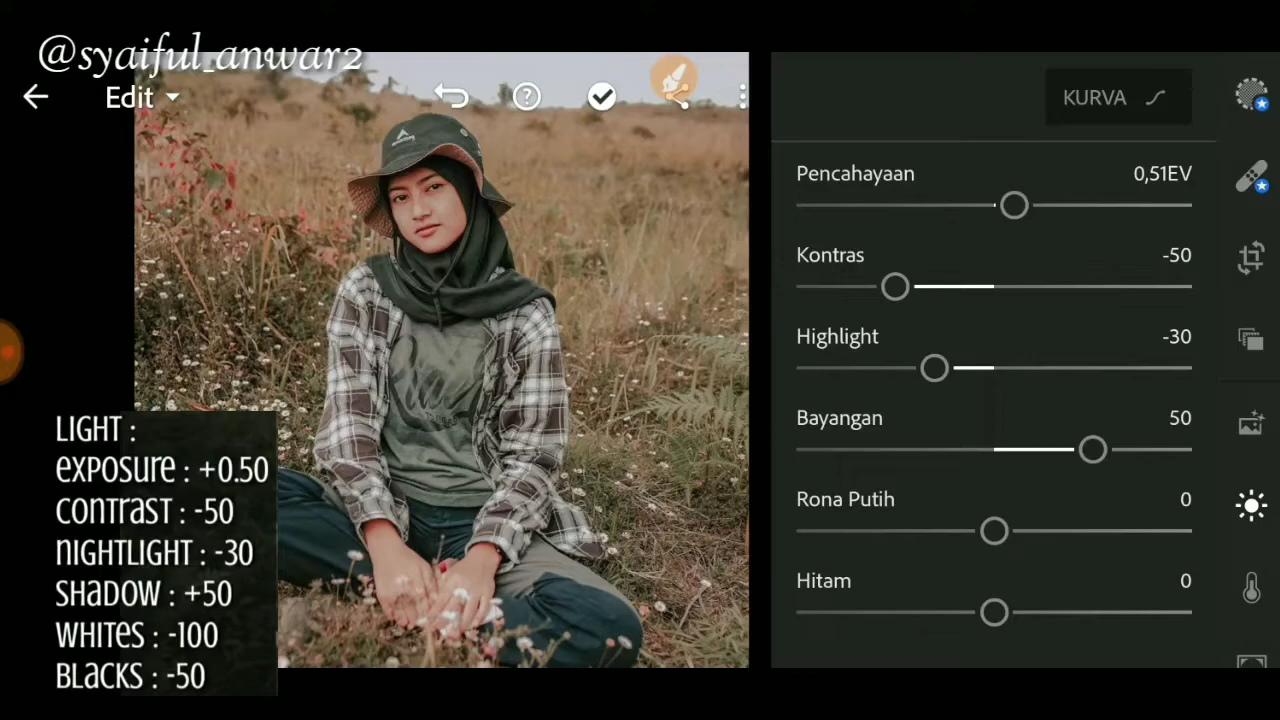 @syaiful_anwar2
Edit
KURVA
Pencahayaan 0,51EV
Kontras -50
Highlight -30
Bayangan 50
Rona Putih 0
Hitam 0
LIGHT :
exposure : +0.50
contrast : -50
nightlight : -30
shadow : +50
whites : -100
blacks : -50